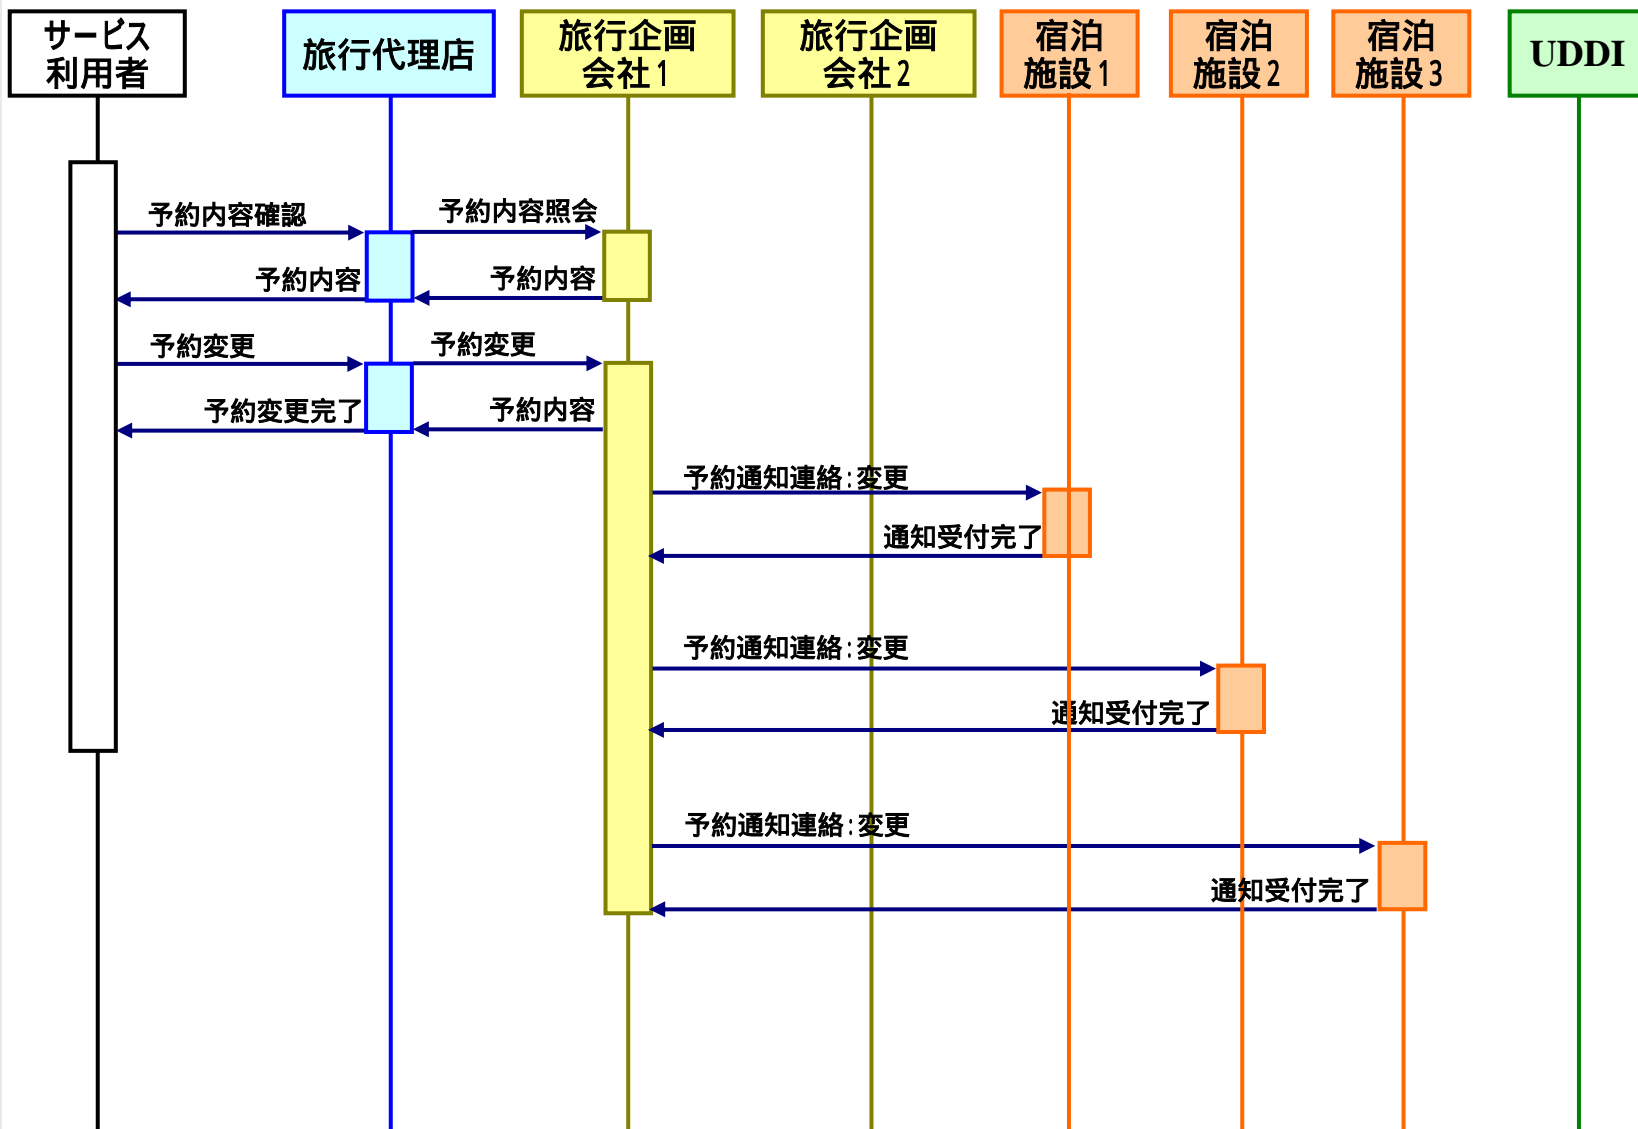 サービス
利用者
旅行代理店
旅行企画
会社1
旅行企画
会社2
宿泊
施設1
宿泊
施設2
宿泊
施設3
UDDI
予約内容確認
予約内容照会
予約内容
予約内容
予約変更
予約変更
予約変更完了
予約内容
予約通知連絡:変更
通知受付完了
予約通知連絡:変更
通知受付完了
予約通知連絡:変更
通知受付完了